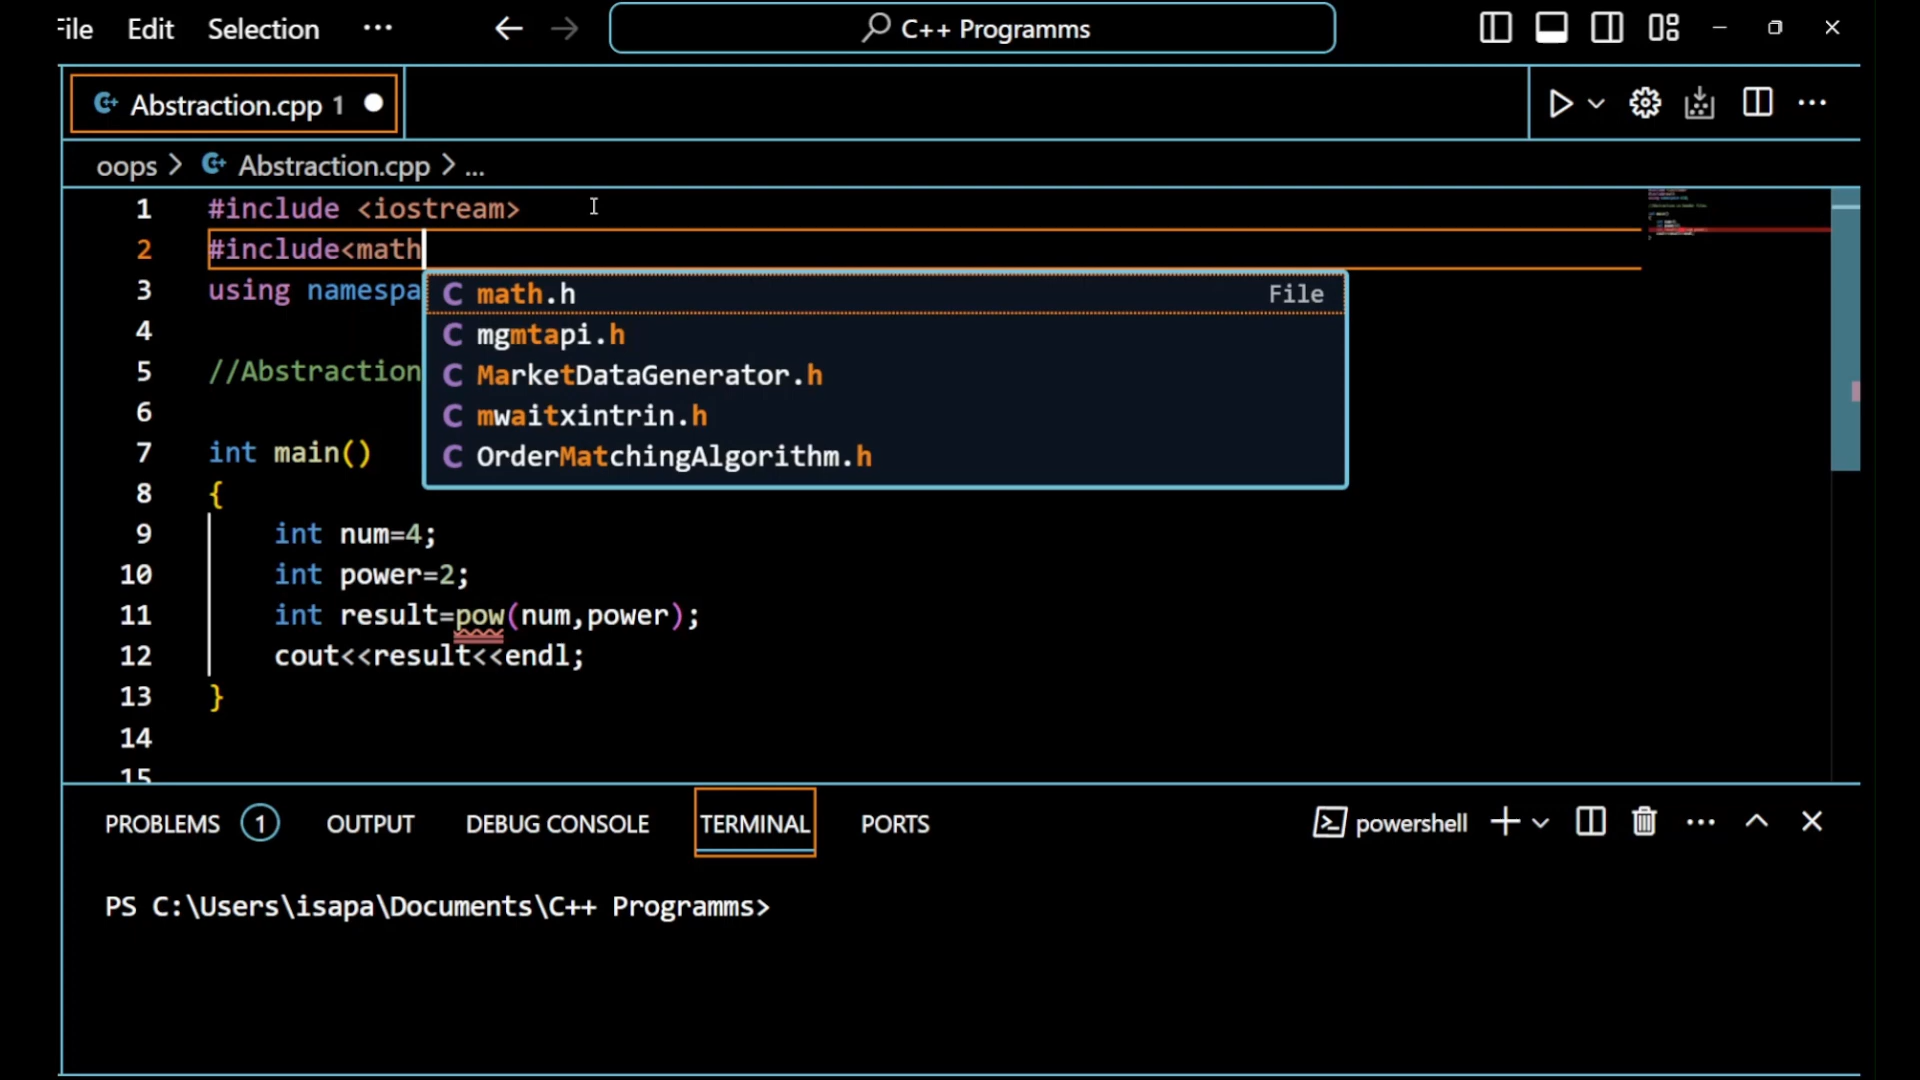 File Edit Selection ···
C++ Programms
Abstraction.cpp 1
oops > Abstraction.cpp > ...
1 #include <iostream>
2 #include<math
3 using namespa
4
5 //Abstraction
6
7 int main()
8 {
9 int num=4;
10 int power=2;
11 int result=pow(num,power);
12 cout<<result<<endl;
13 }
14
15
math.h File
mgmtapi.h
MarketDataGenerator.h
mwaitxintrin.h
OrderMatchingAlgorithm.h
PROBLEMS 1 OUTPUT DEBUG CONSOLE TERMINAL PORTS
powershell
PS C:\Users\isapa\Documents\C++ Programms>